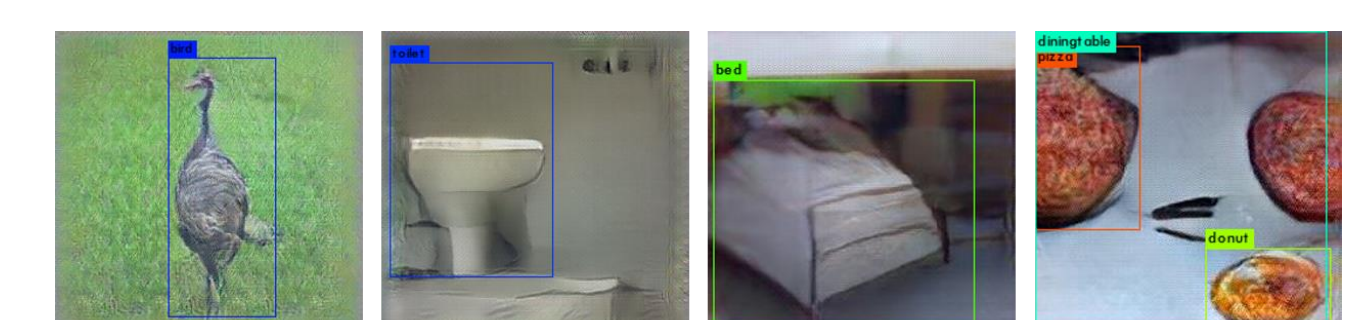 bird
toilet
bed
diningtable
pizza
donut